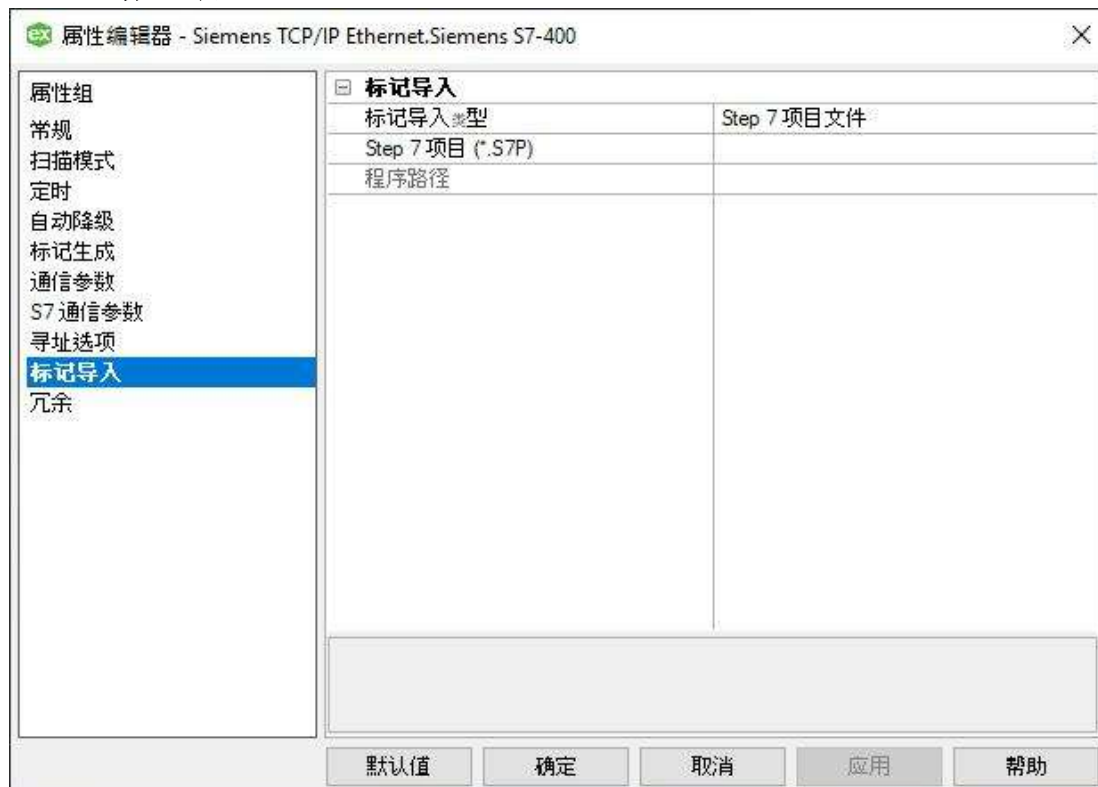 属性编辑器 - Siemens TCP/IP Ethernet.Siemens S7-400
属性组
常规
扫描模式
定时
自动降级
标记生成
通信参数
S7 通信参数
寻址选项
标记导入
冗余
标记导入
标记导入类型 Step 7 项目文件
Step 7 项目 (*.S7P)
程序路径
默认值 确定 取消 应用 帮助